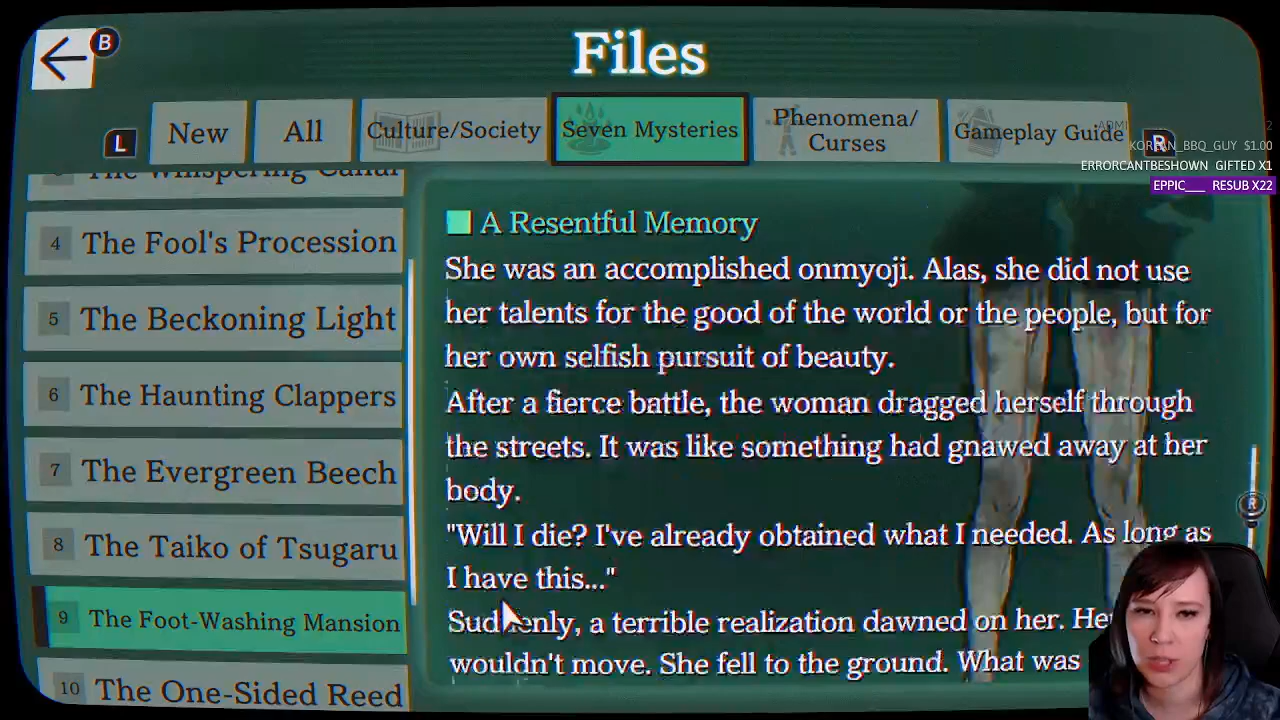 Files
B
L
New
All
Culture/Society
Seven Mysteries
Phenomena/
Curses
Gameplay Guide
R
KOREAN_BBQ_GUY $1.00
ERRORCANTBESHOWN GIFTED X1
EPPIC___ RESUB X22
The Whispering Canal
4 The Fool's Procession
5 The Beckoning Light
6 The Haunting Clappers
7 The Evergreen Beech
8 The Taiko of Tsugaru
9 The Foot-Washing Mansion
10 The One-Sided Reed
A Resentful Memory
She was an accomplished onmyoji. Alas, she did not use
her talents for the good of the world or the people, but for
her own selfish pursuit of beauty.
After a fierce battle, the woman dragged herself through
the streets. It was like something had gnawed away at her
body.
"Will I die? I've already obtained what I needed. As long as
I have this..."
Suddenly, a terrible realization dawned on her.
wouldn't move. She fell to the ground. What was
R